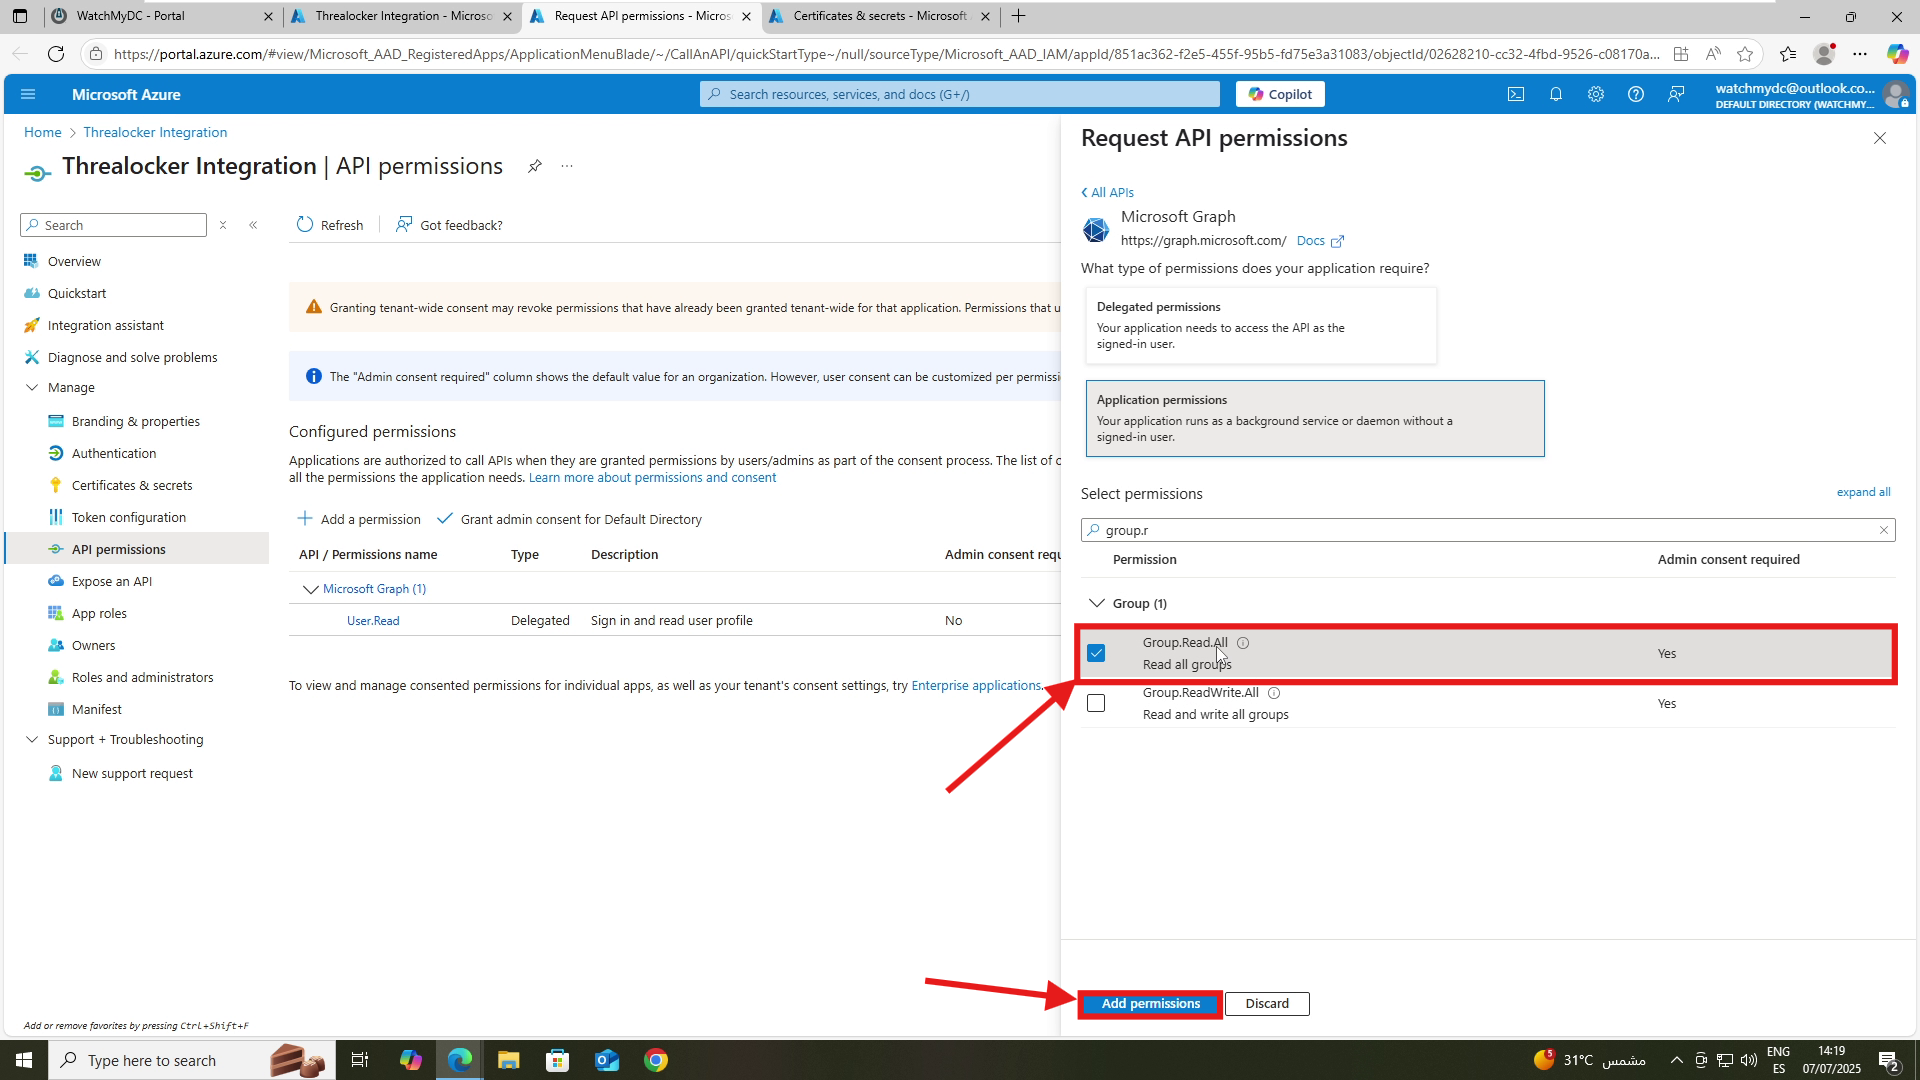 WatchMyDC - Portal
Threalocker Integration - Microso
Request API permissions - Micros
Certificates & secrets - Microsoft
https://portal.azure.com/#view/Microsoft_AAD_RegisteredApps/ApplicationMenuBlade/~/CallAnAPI/quickStartType~/null/sourceType/Microsoft_AAD_IAM/appId/851ac362-f2e5-455f-95b5-fd75e3a31083/objectId/02628210-cc32-4fbd-9526-c08170a...
Microsoft Azure
Search resources, services, and docs (G+/)
Copilot
watchmydc@outlook.co...
DEFAULT DIRECTORY (WATCHMY...
Home > Threalocker Integration
Threalocker Integration | API permissions
Search
Overview
Quickstart
Integration assistant
Diagnose and solve problems
Manage
Branding & properties
Authentication
Certificates & secrets
Token configuration
API permissions
Expose an API
App roles
Owners
Roles and administrators
Manifest
Support + Troubleshooting
New support request
Add or remove favorites by pressing Ctrl+Shift+F
Refresh
Got feedback?
Granting tenant-wide consent may revoke permissions that have already been granted tenant-wide for that application. Permissions that u
The "Admin consent required" column shows the default value for an organization. However, user consent can be customized per permissi
Configured permissions
Applications are authorized to call APIs when they are granted permissions by users/admins as part of the consent process. The list of c
all the permissions the application needs. Learn more about permissions and consent
Add a permission
Grant admin consent for Default Directory
API / Permissions name Type Description Admin consent requ
Microsoft Graph (1)
User.Read Delegated Sign in and read user profile No
To view and manage consented permissions for individual apps, as well as your tenant's consent settings, try Enterprise applications.
Request API permissions
All APIs
Microsoft Graph
https://graph.microsoft.com/ Docs
What type of permissions does your application require?
Delegated permissions
Your application needs to access the API as the
signed-in user.
Application permissions
Your application runs as a background service or daemon without a
signed-in user.
Select permissions
expand all
group.r
Permission Admin consent required
Group (1)
Group.Read.All
Read all groups
Yes
Group.ReadWrite.All
Read and write all groups
Yes
Add permissions
Discard
Type here to search
5
31°C مشمس
ENG
ES
14:19
07/07/2025
2